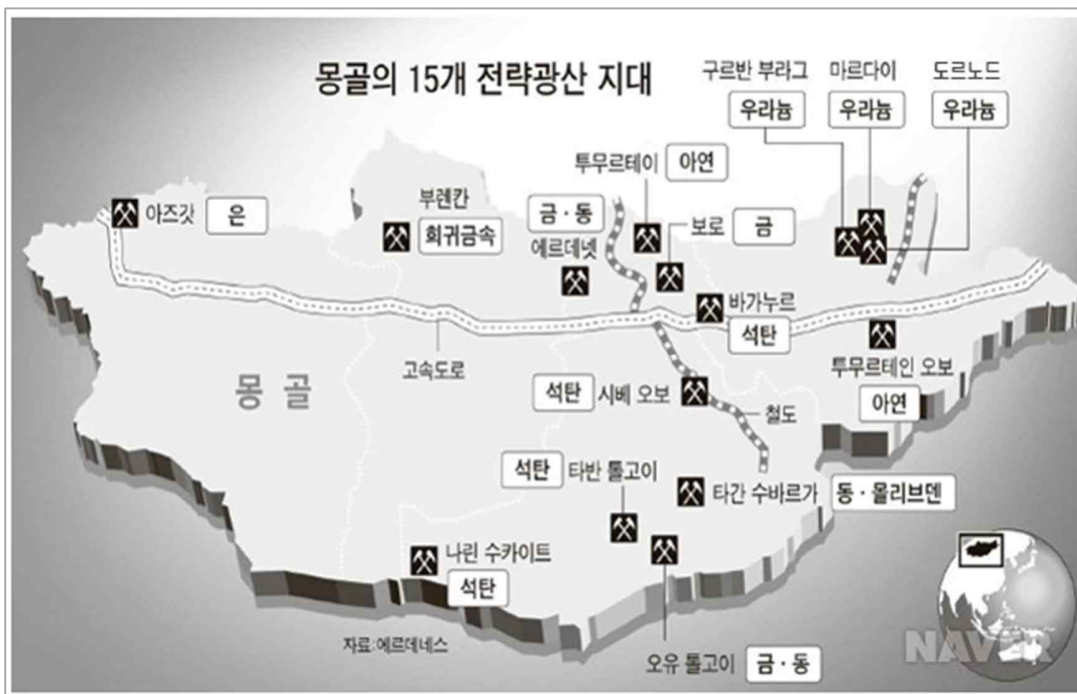 몽골의 15개 전략광산 지대
구르반 부라그
우라늄
마르다이
우라늄
도르노드
우라늄
투무르테이
아연
아즈갓
은
부렌칸
희귀금속
금·동
에르데넷
보로
금
바가누르
석탄
고속도로
몽골
투무르테인 오보
아연
석탄
시베 오보
철도
석탄
타반 톨고이
타간 수바르가
동·몰리브덴
나린 수카이트
석탄
자료:에르데네스
오유 톨고이
금·동
NAVER